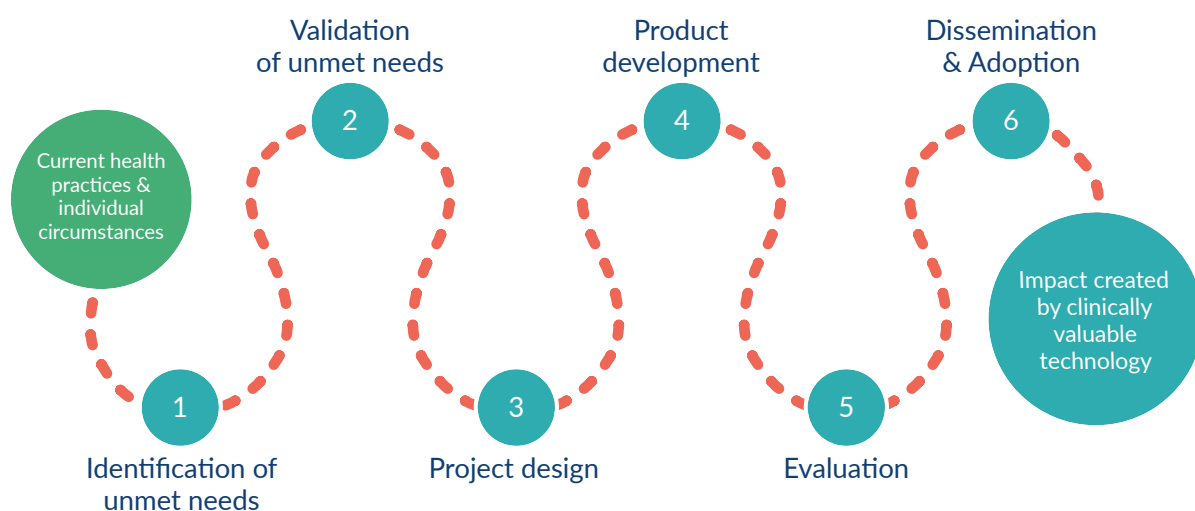 Current health
practices &
individual
circumstances
1
Identification of
unmet needs
Validation
of unmet needs
2
3
Project design
Product
development
4
5
Evaluation
Dissemination
& Adoption
6
Impact created
by clinically
valuable
technology